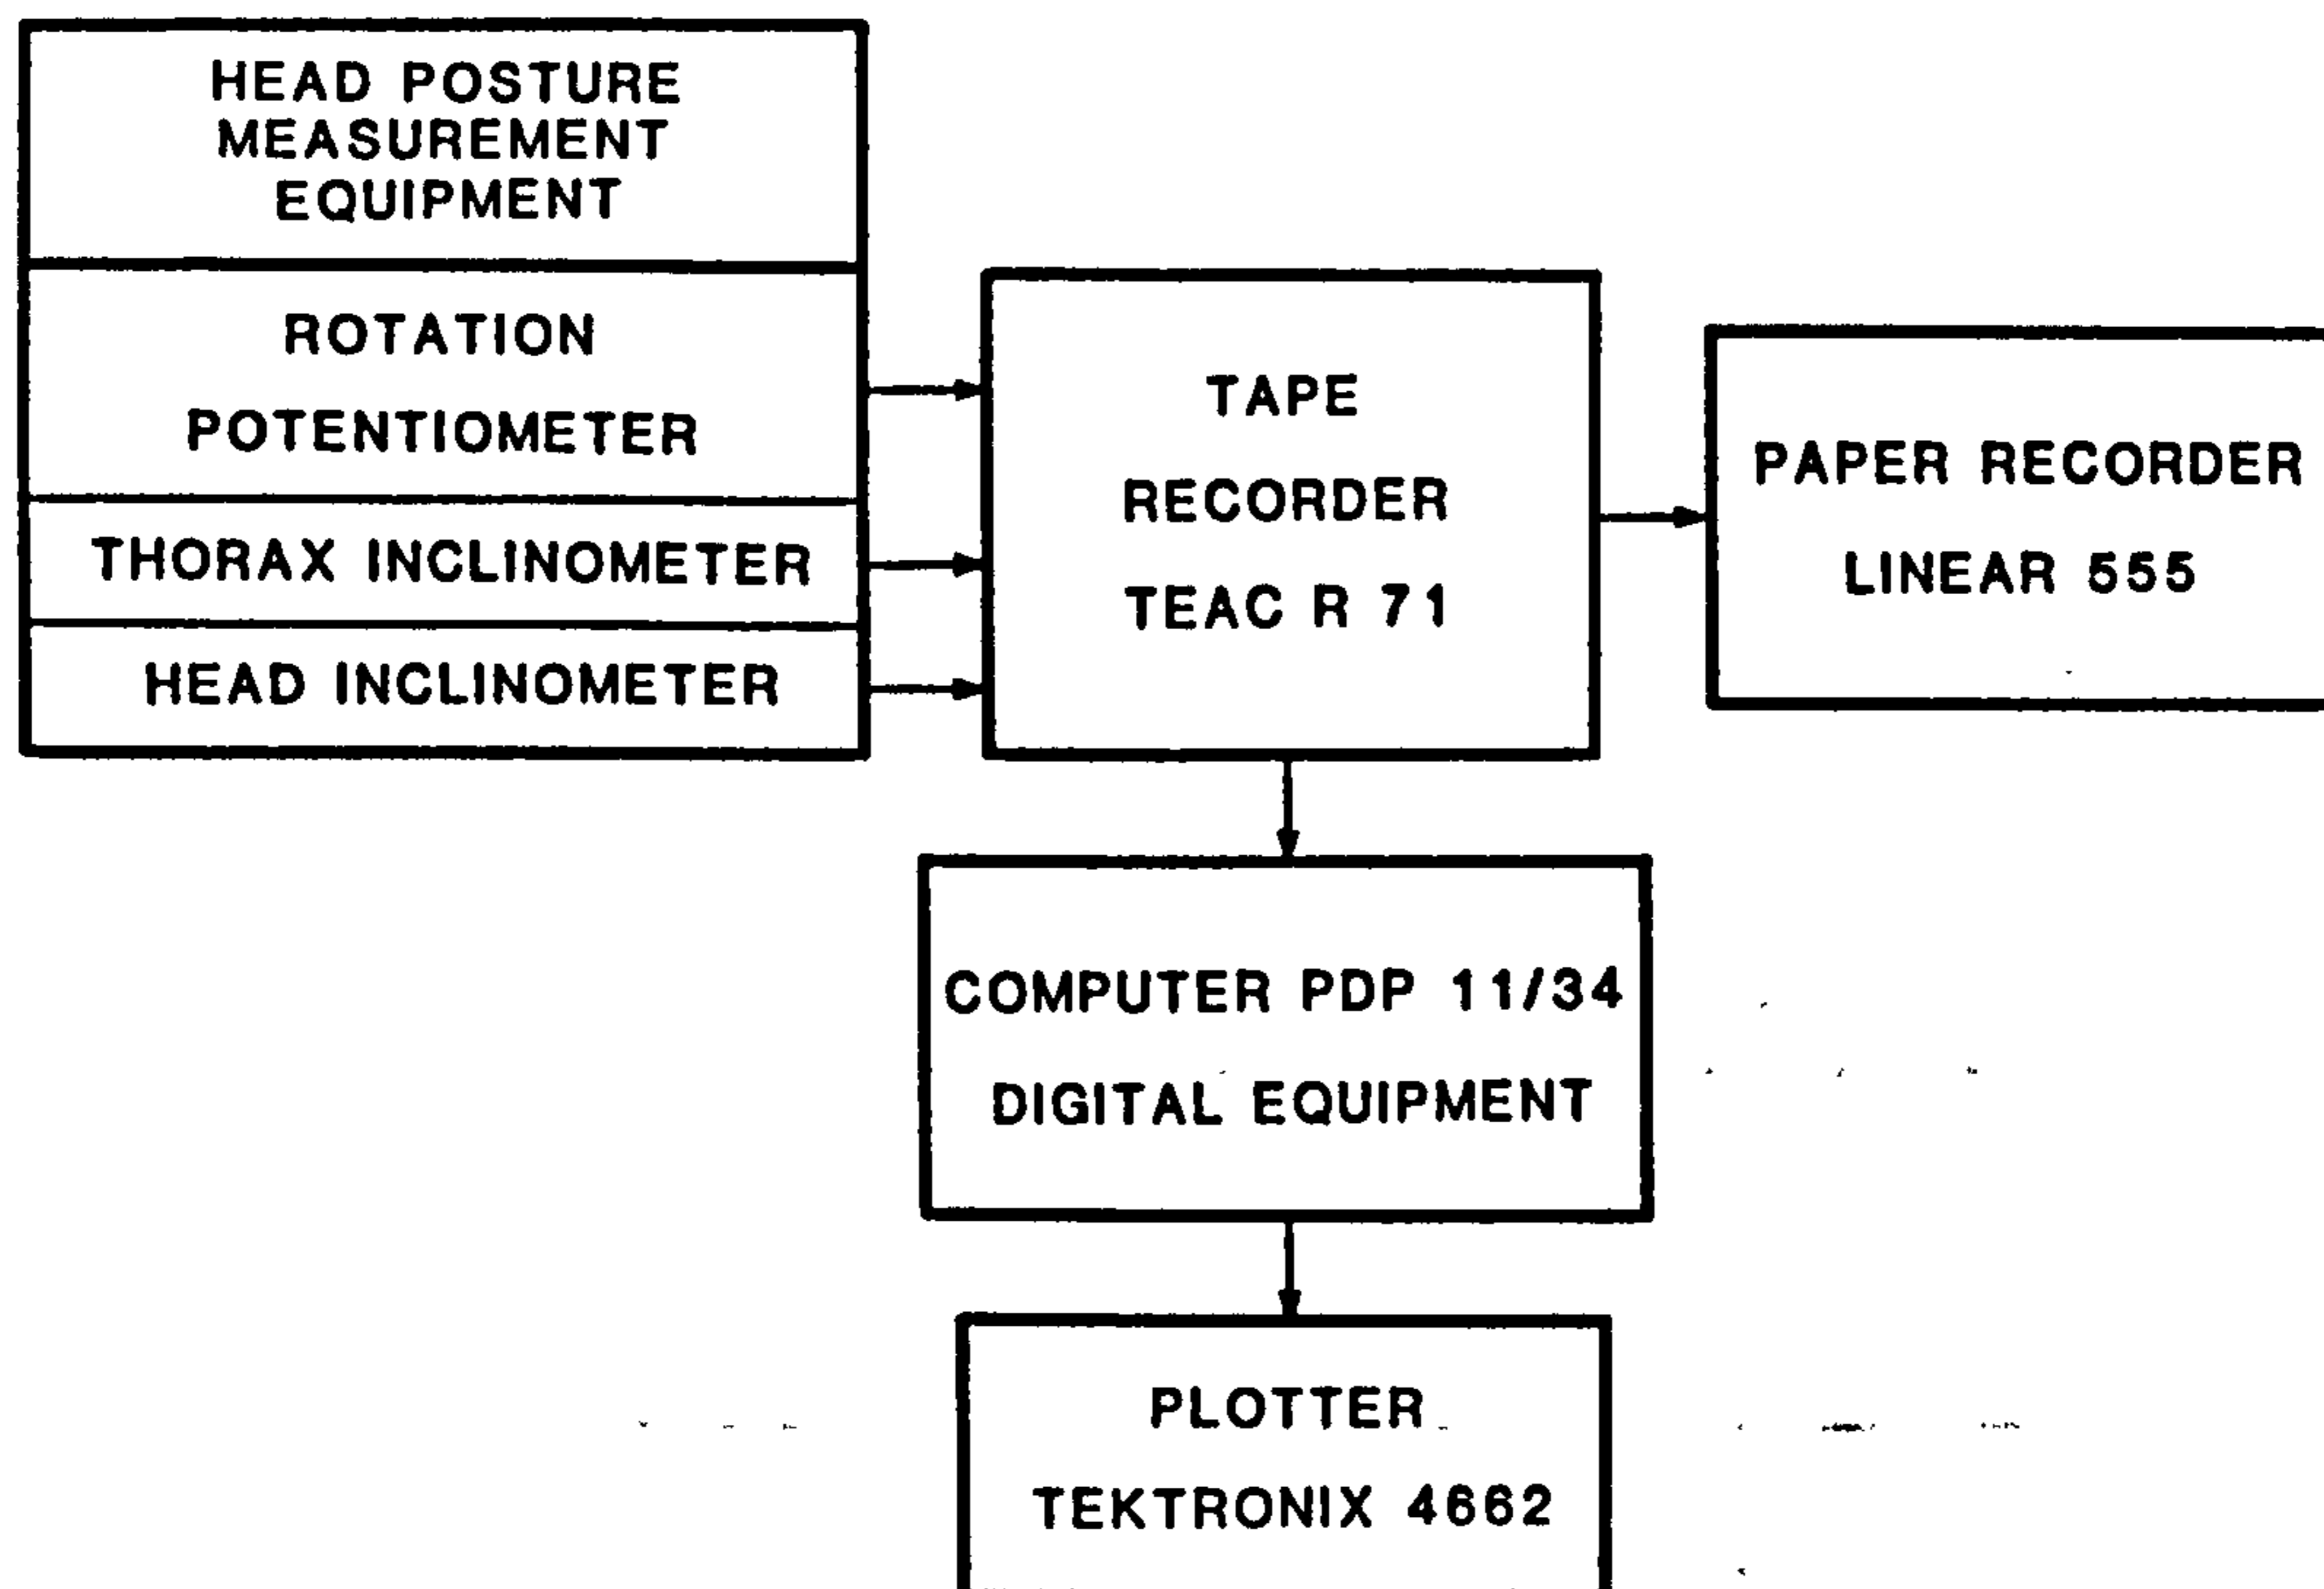 HEAD POSTURE
MEASUREMENT
EQUIPMENT
ROTATION
POTENTIOMETER
THORAX INCLINOMETER
HEAD INCLINOMETER
TAPE
RECORDER
TEAC R 71
PAPER RECORDER
LINEAR 555
COMPUTER PDP 11/34
DIGITAL EQUIPMENT
PLOTTER
TEKTRONIX 4662